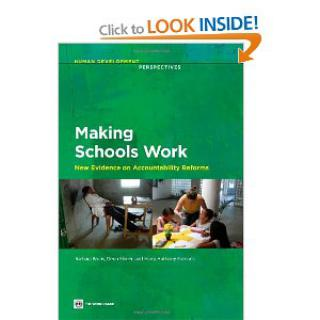 Click to
LOOK INSIDE!
HUMAN DEVELOPMENT
PERSPECTIVES
Making
Schools Work
New Evidence on Accountability Reforms
THE WORLD BANK